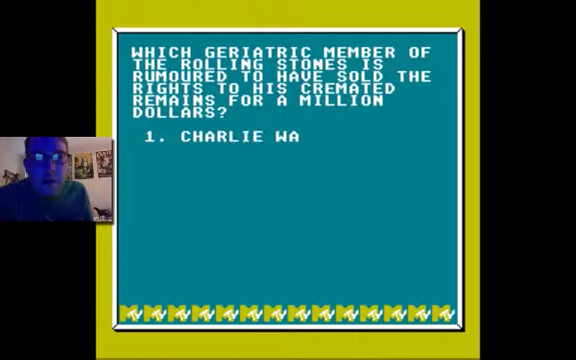 WHICH GERIATRIC MEMBER OF
THE ROLLING STONES IS
RUMOURED TO HAVE SOLD THE
RIGHTS TO HIS CREMATED
REMAINS FOR A MILLION
DOLLARS?
1. CHARLIE WA